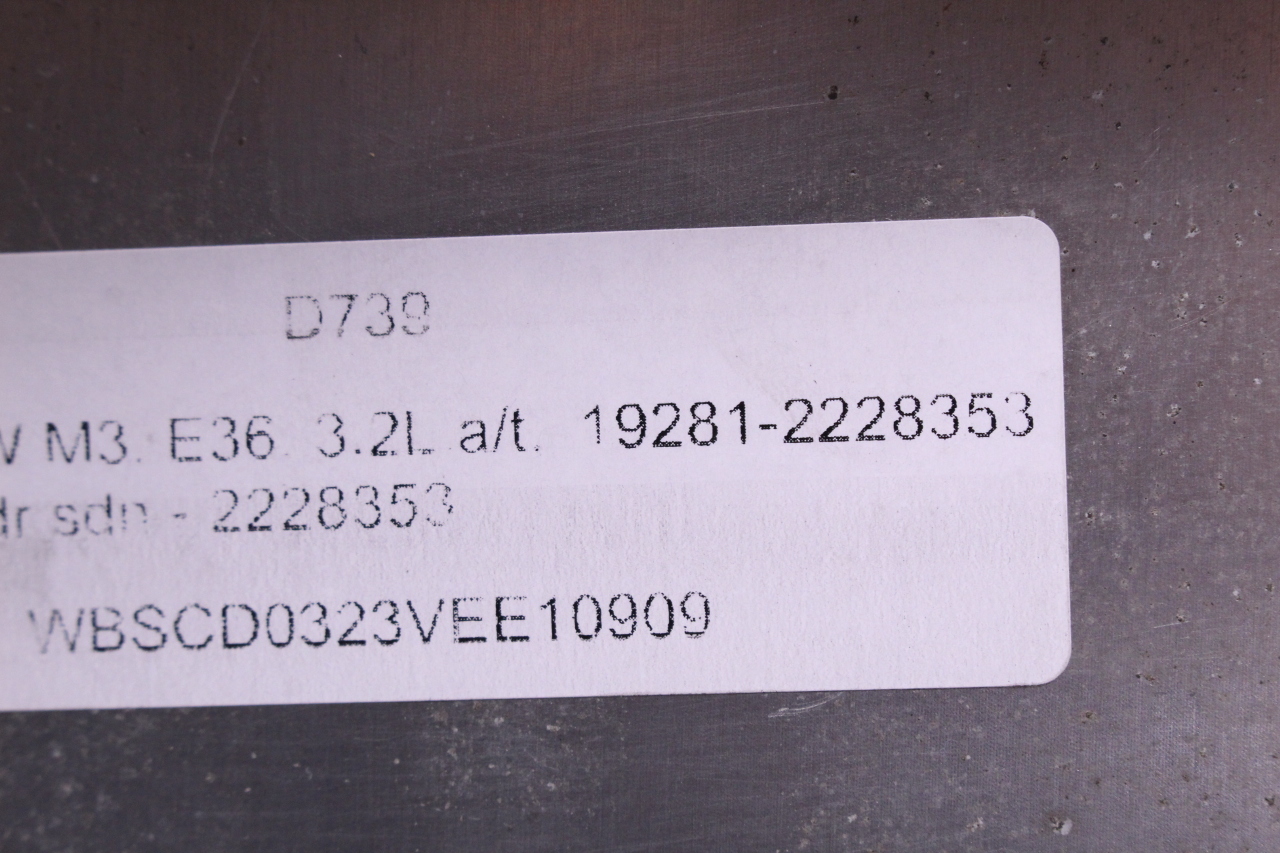 D739
W M3. E36. 3.2L a/t. 19281-2228353
dr sdn - 2228353
WBSCD0323VEE10909